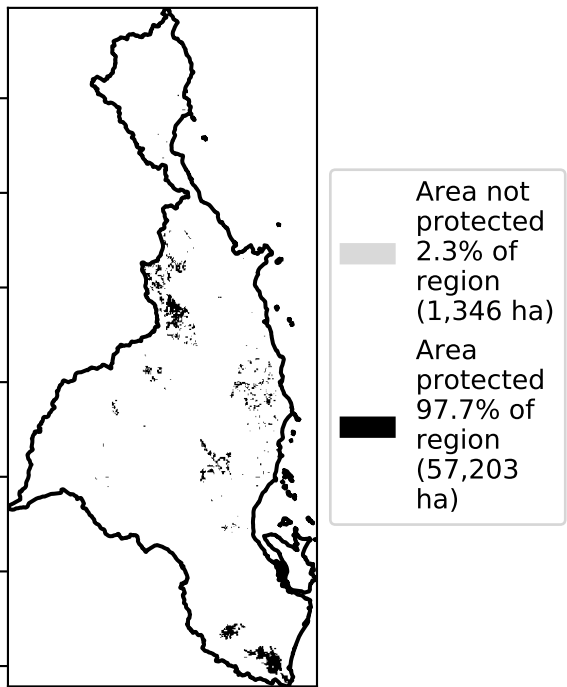 Area not
protected
2.3% of
region
(1,346 ha)
Area
protected
97.7% of
region
(57,203
ha)